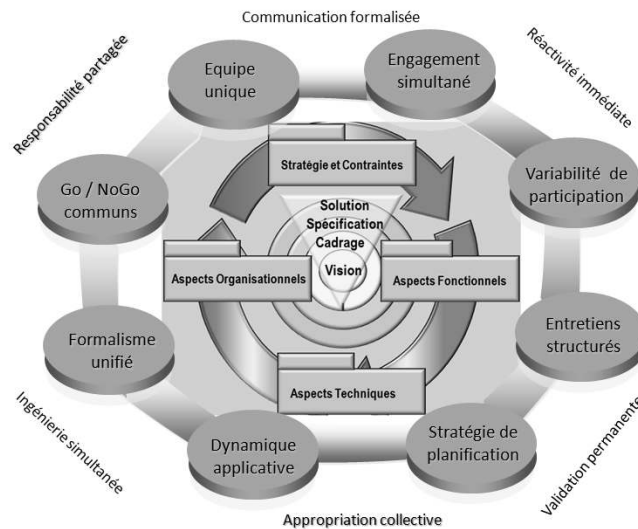 Communication formalisée
Responsabilité partagée
Réactivité immédiate
Equipe
unique
Engagement
simultané
Go / NoGo
communs
Variabilité de
participation
Stratégie et Contraintes
Solution
Spécification
Cadrage
Vision
Aspects Organisationnels
Aspects Fonctionnels
Aspects Techniques
Formalisme
unifié
Entretiens
structurés
Dynamique
applicative
Stratégie de
planification
Ingénierie simultanée
Validation permanente
Appropriation collective